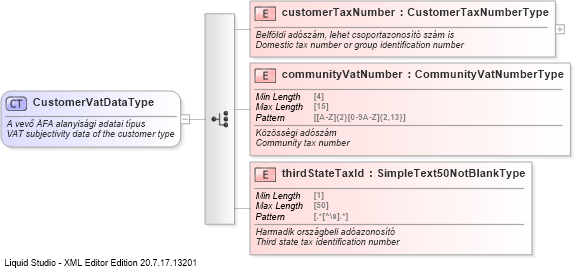 CT CustomerVatDataType
A vevő ÁFA alanyisági adatai típus
VAT subjectivity data of the customer type
E customerTaxNumber : CustomerTaxNumberType
Belföldi adószám, lehet csoportazonosító szám is
Domestic tax number or group identification number
E communityVatNumber : CommunityVatNumberType
Min Length [4]
Max Length [15]
Pattern [[A-Z]{2}[0-9A-Z]{2,13}]
Közösségi adószám
Community tax number
E thirdStateTaxId : SimpleText50NotBlankType
Min Length [1]
Max Length [50]
Pattern [.*[^\s].*]
Harmadik országbeli adóazonosító
Third state tax identification number
Liquid Studio - XML Editor Edition 20.7.17.13201